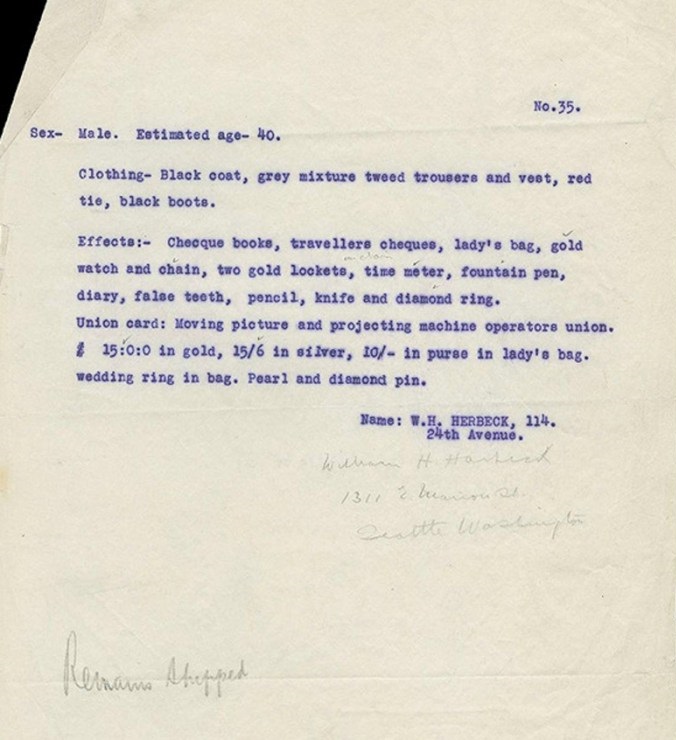 No.35.
Sex- Male. Estimated age- 40.
Clothing- Black coat, grey mixture tweed trousers and vest, red
tie, black boots.
Effects:- Checque books, travellers cheques, lady's bag, gold
watch and chain, two gold lockets, time meter, fountain pen,
diary, false teeth, pencil, knife and diamond ring.
Union card: Moving picture and projecting machine operators union.
£ 15:0:0 in gold, 15/6 in silver, 10/- in purse in lady's bag.
wedding ring in bag. Pearl and diamond pin.
Name: W.H. HERBECK, 114.
24th Avenue.
William H Harbeck
1311 E. Marion St.
Seattle Washington
Remains Shipped